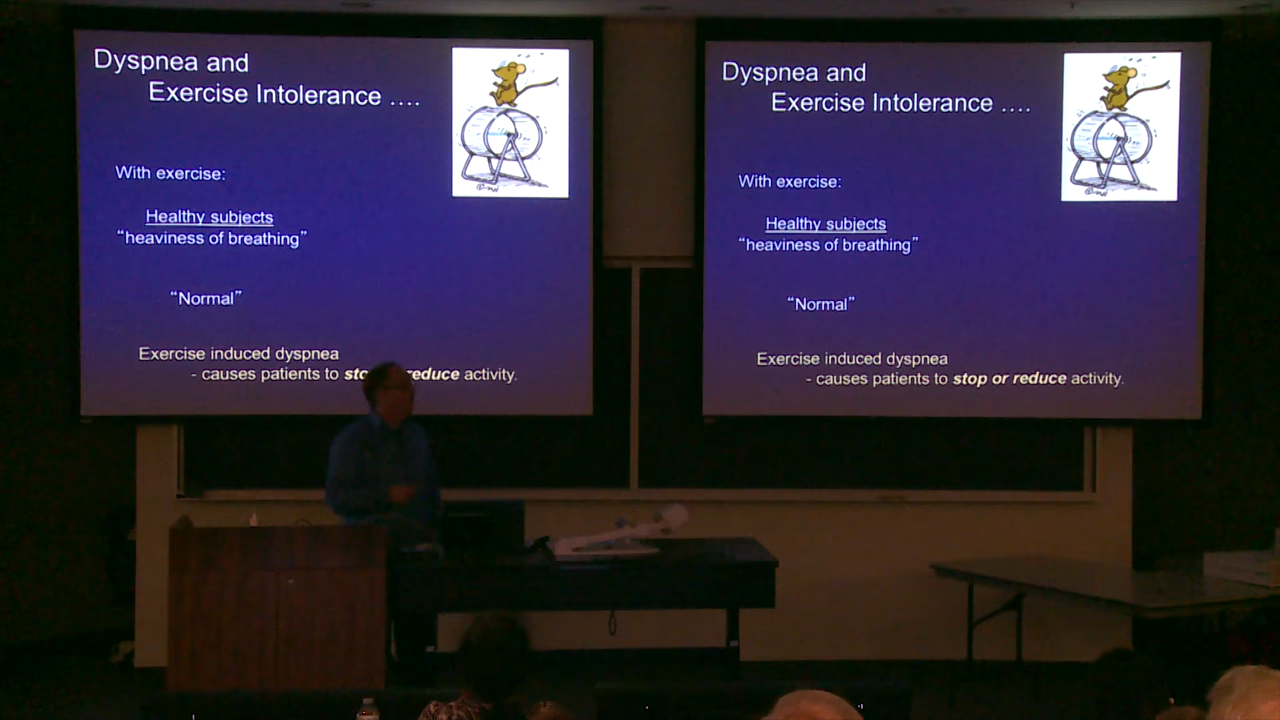 Dyspnea and
Exercise Intolerance ....
With exercise:
Healthy subjects
“heaviness of breathing”
“Normal”
Exercise induced dyspnea
- causes patients to reduce activity.
Dyspnea and
Exercise Intolerance ....
With exercise:
Healthy subjects
“heaviness of breathing”
“Normal”
Exercise induced dyspnea
- causes patients to stop or reduce activity.